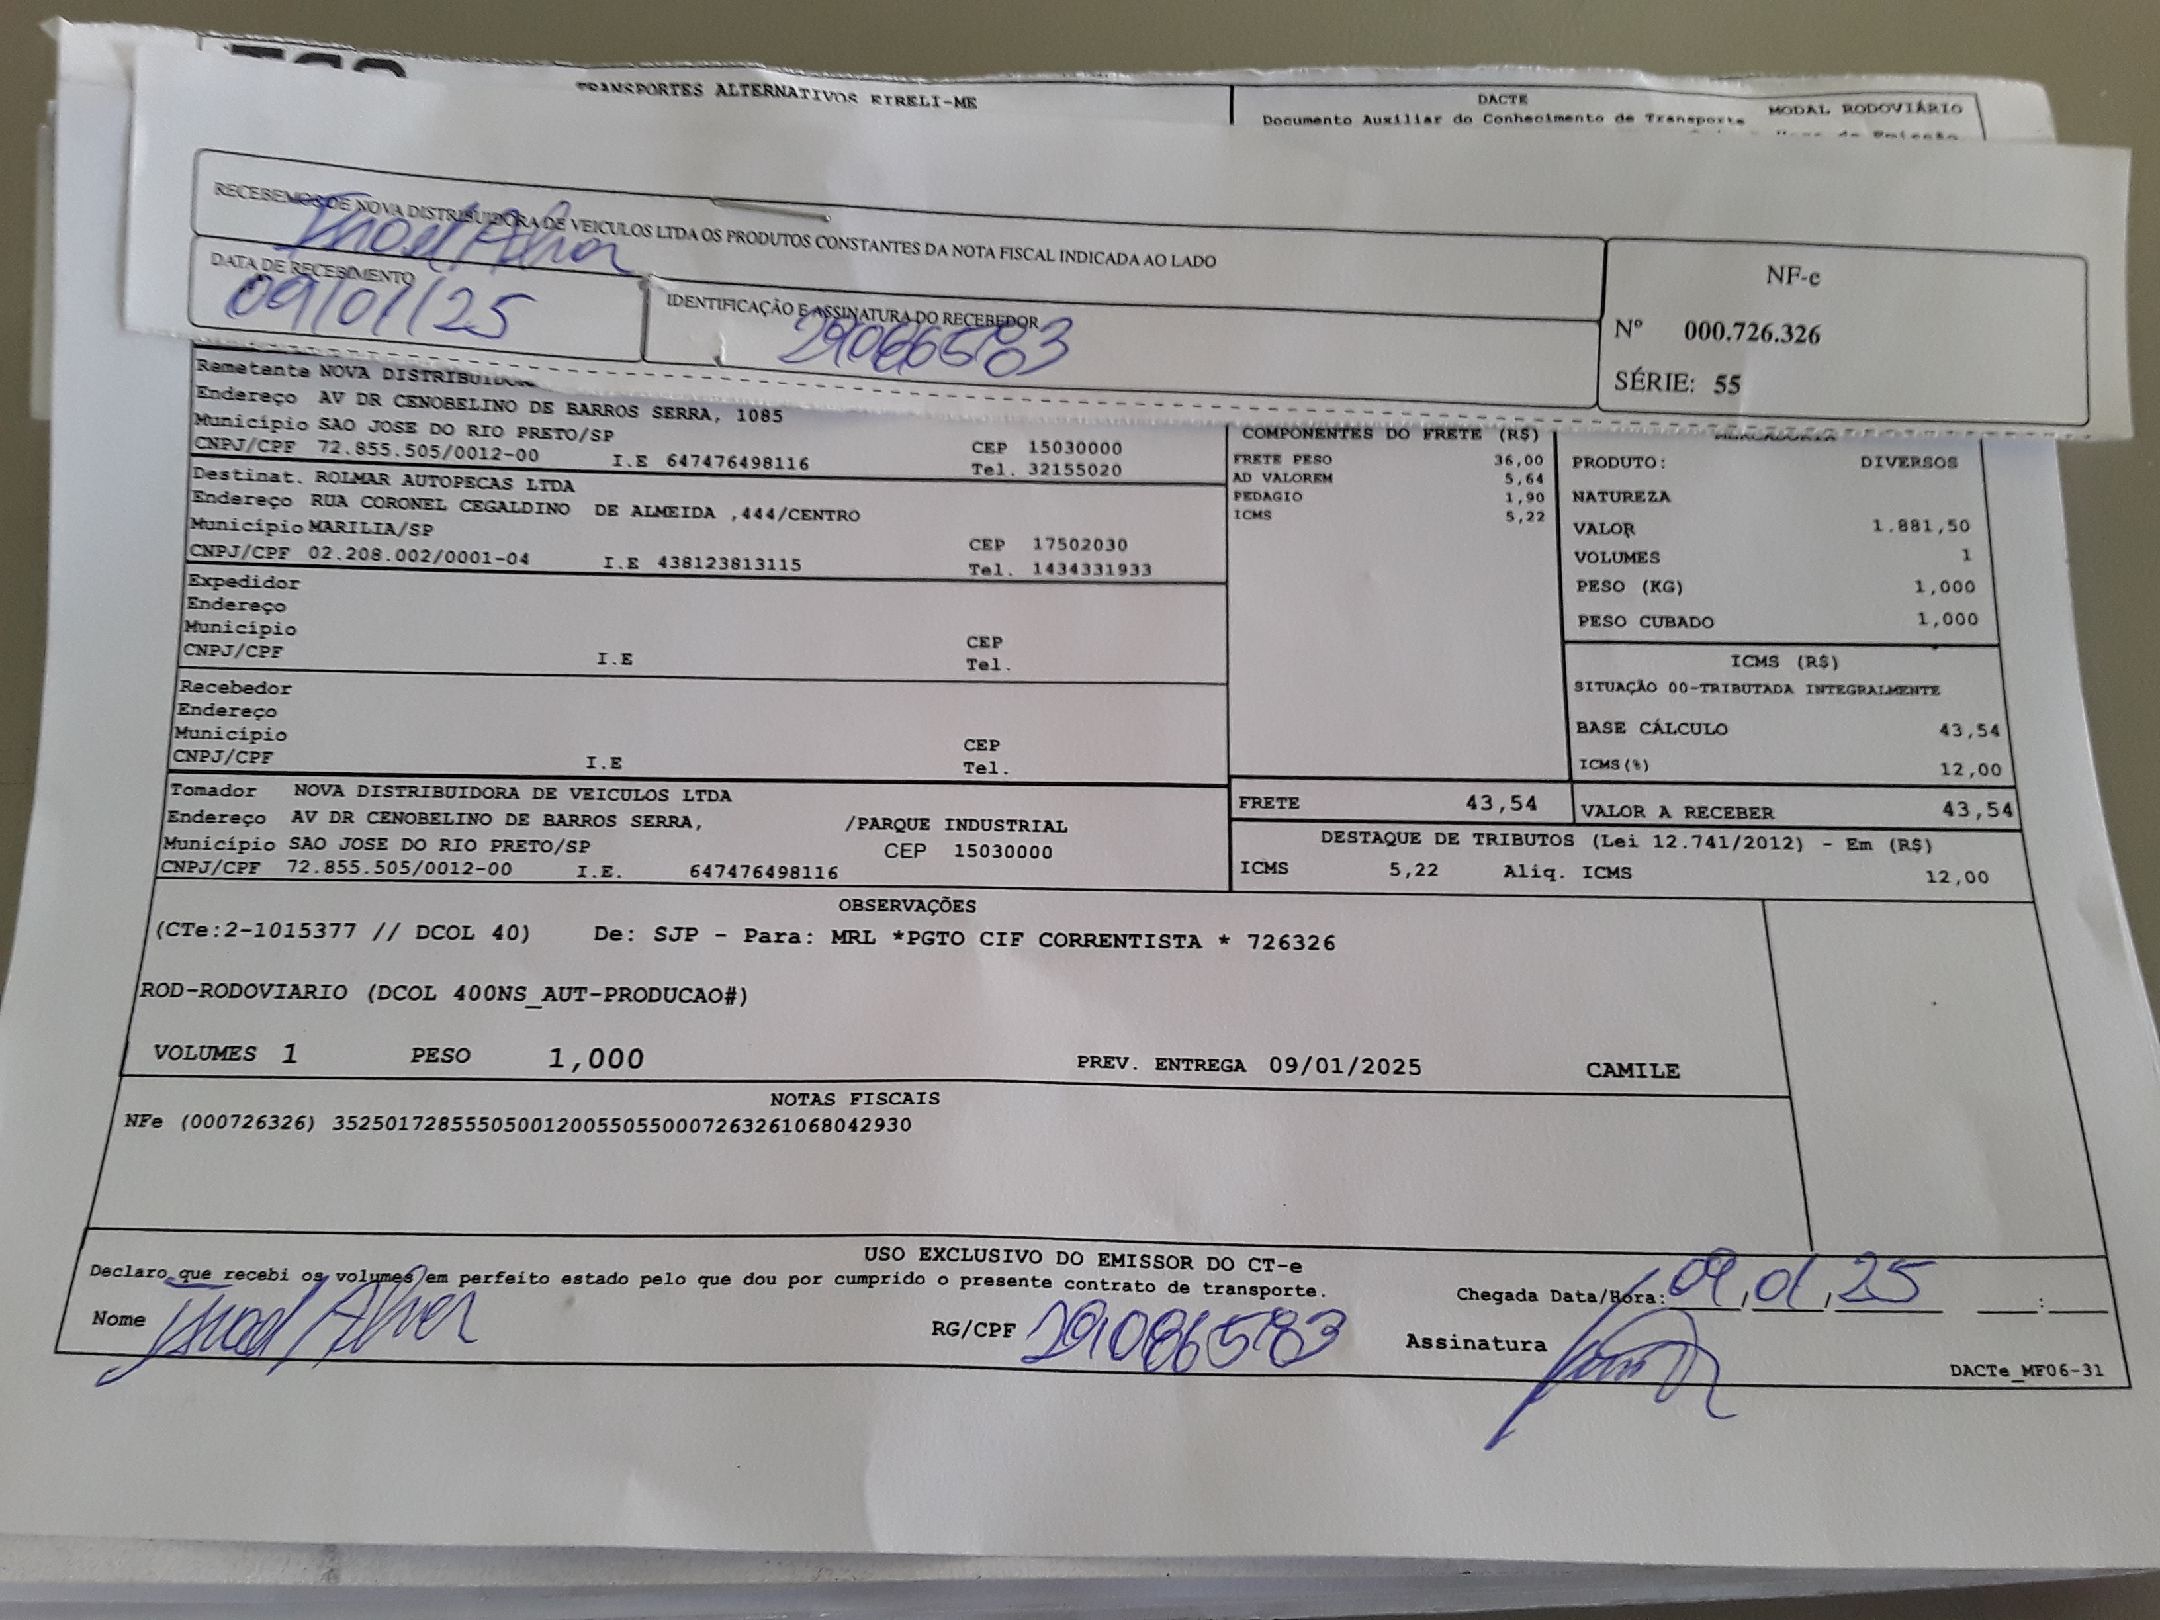 TRANSPORTES ALTERNATIVOS EIRELI-ME
DACTE
MODAL RODOVIÁRIO
Documento Auxiliar do Conhecimento de Transporte
RECEBEMOS DE NOVA DISTRIBUIDORA DE VEICULOS LTDA OS PRODUTOS CONSTANTES DA NOTA FISCAL INDICADA AO LADO
DATA DE RECEBIMENTO
09/01/25
IDENTIFICAÇÃO E ASSINATURA DO RECEBEDOR
NF-e
Nº 000.726.326
SÉRIE: 55
Remetente NOVA
Endereço AV DR CENOBELINO DE BARROS SERRA, 1085
Município SAO JOSE DO RIO PRETO/SP CEP 15030000
CNPJ/CPF 72.855.505/0012-00 I.E 647476498116 Tel. 32155020
Destinat. ROLMAR AUTOPECAS LTDA
Endereço RUA CORONEL CEGALDINO DE ALMEIDA ,444/CENTRO
Município MARILIA/SP CEP 17502030
CNPJ/CPF 02.208.002/0001-04 I.E 438123813115 Tel. 1434331933
Expedidor
Endereço
Município CEP
CNPJ/CPF I.E Tel.
Recebedor
Endereço
Município CEP
CNPJ/CPF I.E Tel.
Tomador NOVA DISTRIBUIDORA DE VEICULOS LTDA
Endereço AV DR CENOBELINO DE BARROS SERRA, /PARQUE INDUSTRIAL
Município SAO JOSE DO RIO PRETO/SP CEP 15030000
CNPJ/CPF 72.855.505/0012-00 I.E. 647476498116
COMPONENTES DO FRETE (R$)
FRETE PESO 36,00
AD VALOREM 5,64
PEDAGIO 1,90
ICMS 5,22
FRETE 43,54
MERCADORIA
PRODUTO: DIVERSOS
NATUREZA
VALOR 1.881,50
VOLUMES 1
PESO (KG) 1,000
PESO CUBADO 1,000
ICMS (R$)
SITUAÇÃO 00-TRIBUTADA INTEGRALMENTE
BASE CÁLCULO 43,54
ICMS(%) 12,00
VALOR A RECEBER 43,54
DESTAQUE DE TRIBUTOS (Lei 12.741/2012) - Em (R$)
ICMS 5,22 Aliq. ICMS 12,00
OBSERVAÇÕES
(CTe:2-1015377 // DCOL 40) De: SJP - Para: MRL *PGTO CIF CORRENTISTA * 726326
ROD-RODOVIARIO (DCOL 400NS_AUT-PRODUCAO#)
VOLUMES 1 PESO 1,000 PREV. ENTREGA 09/01/2025 CAMILE
NOTAS FISCAIS
NFe (000726326) 35250172855505001200550550007263261068042930
USO EXCLUSIVO DO EMISSOR DO CT-e
Declaro que recebi os volumes em perfeito estado pelo que dou por cumprido o presente contrato de transporte.
Chegada Data/Hora: 09,01,25 __:__
Nome
RG/CPF
Assinatura
DACTe_MF06-31